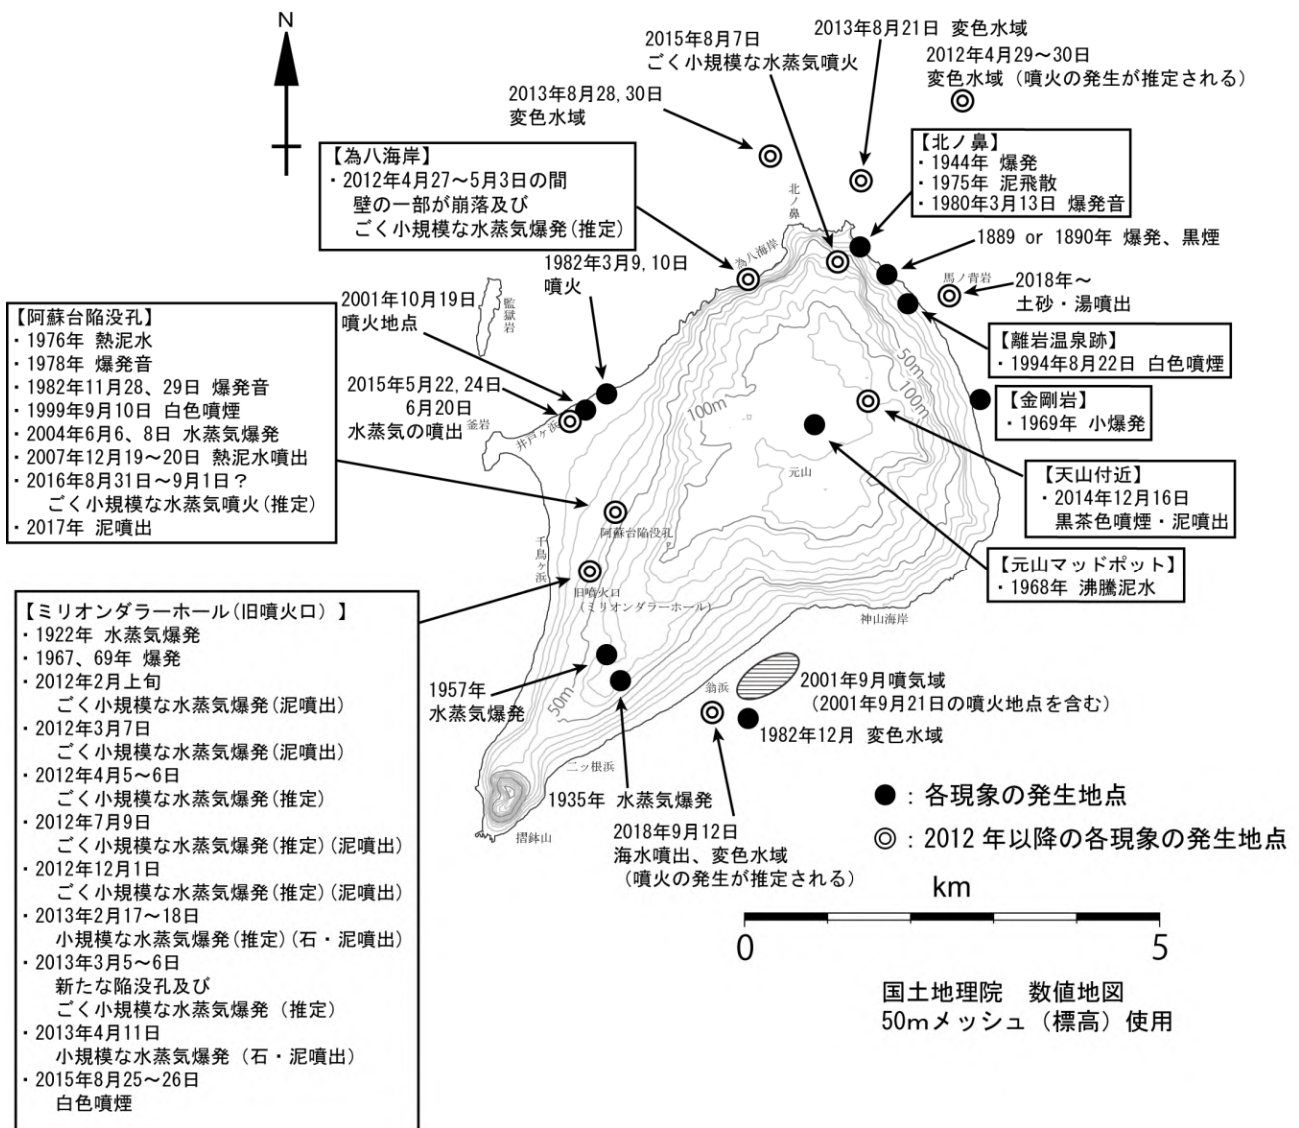 N
2013年8月21日 変色水域
2015年8月7日
ごく小規模な水蒸気噴火
2012年4月29～30日
変色水域（噴火の発生が推定される）
2013年8月28,30日
変色水域
【北ノ鼻】
・1944年 爆発
・1975年 泥飛散
・1980年3月13日 爆発音
【為八海岸】
・2012年4月27～5月3日の間
壁の一部が崩落及び
ごく小規模な水蒸気爆発(推定)
北ノ鼻
為八海岸
1889 or 1890年 爆発、黒煙
馬ノ背岩
2018年～
土砂・湯噴出
1982年3月9,10日
噴火
2001年10月19日
噴火地点
監獄岩
【離岩温泉跡】
・1994年8月22日 白色噴煙
【阿蘇台陥没孔】
・1976年 熱泥水
・1978年 爆発音
・1982年11月28、29日 爆発音
・1999年9月10日 白色噴煙
・2004年6月6、8日 水蒸気爆発
・2007年12月19～20日 熱泥水噴出
・2016年8月31日～9月1日？
ごく小規模な水蒸気噴火(推定)
・2017年 泥噴出
2015年5月22,24日
6月20日
水蒸気の噴出
釜岩
井戸ヶ浜
50m
100m
100m
【金剛岩】
・1969年 小爆発
元山
【天山付近】
・2014年12月16日
黒茶色噴煙・泥噴出
阿蘇台陥没孔
千鳥ヶ浜
【元山マッドポット】
・1968年 沸騰泥水
旧噴火口
（ミリオンダラーホール）
神山海岸
【ミリオンダラーホール(旧噴火口)】
・1922年 水蒸気爆発
・1967、69年 爆発
・2012年2月上旬
ごく小規模な水蒸気爆発(泥噴出)
・2012年3月7日
ごく小規模な水蒸気爆発(泥噴出)
・2012年4月5～6日
ごく小規模な水蒸気爆発(推定)
・2012年7月9日
ごく小規模な水蒸気爆発(推定)(泥噴出)
・2012年12月1日
ごく小規模な水蒸気爆発(推定)(泥噴出)
・2013年2月17～18日
小規模な水蒸気爆発(推定)(石・泥噴出)
・2013年3月5～6日
新たな陥没孔及び
ごく小規模な水蒸気爆発（推定）
・2013年4月11日
小規模な水蒸気爆発（石・泥噴出）
・2015年8月25～26日
白色噴煙
1957年
水蒸気爆発
50m
翁浜
2001年9月噴気域
（2001年9月21日の噴火地点を含む）
1982年12月 変色水域
二ッ根浜
1935年 水蒸気爆発
摺鉢山
2018年9月12日
海水噴出、変色水域
（噴火の発生が推定される）
●：各現象の発生地点
◎：2012年以降の各現象の発生地点
km
0 5
国土地理院 数値地図
50mメッシュ（標高）使用